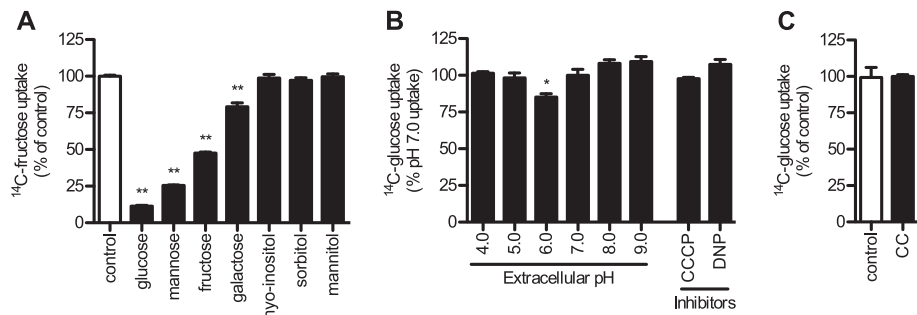 A
14C-fructose uptake
(% of control)
125
100
75
50
25
0
**
**
**
**
control
glucose
mannose
fructose
galactose
myo-inositol
sorbitol
mannitol
B
14C-glucose uptake
(% pH 7.0 uptake)
125
100
75
50
25
0
*
4.0
5.0
6.0
7.0
8.0
9.0
CCCP
DNP
Extracellular pH
Inhibitors
C
14C-glucose uptake
(% of control)
125
100
75
50
25
0
control
CC